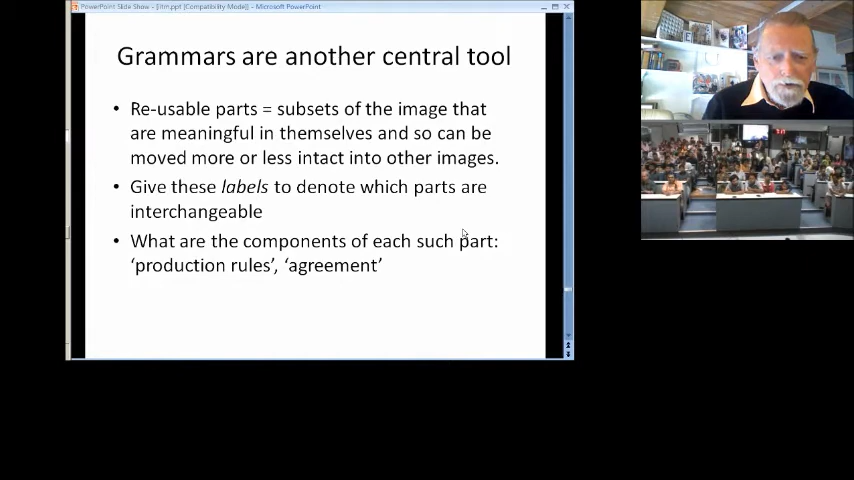 PowerPoint Slide Show - [iitm.ppt [Compatibility Mode]] - Microsoft PowerPoint
Grammars are another central tool
• Re-usable parts = subsets of the image that
are meaningful in themselves and so can be
moved more or less intact into other images.
• Give these labels to denote which parts are
interchangeable
• What are the components of each such part:
‘production rules’, ‘agreement’